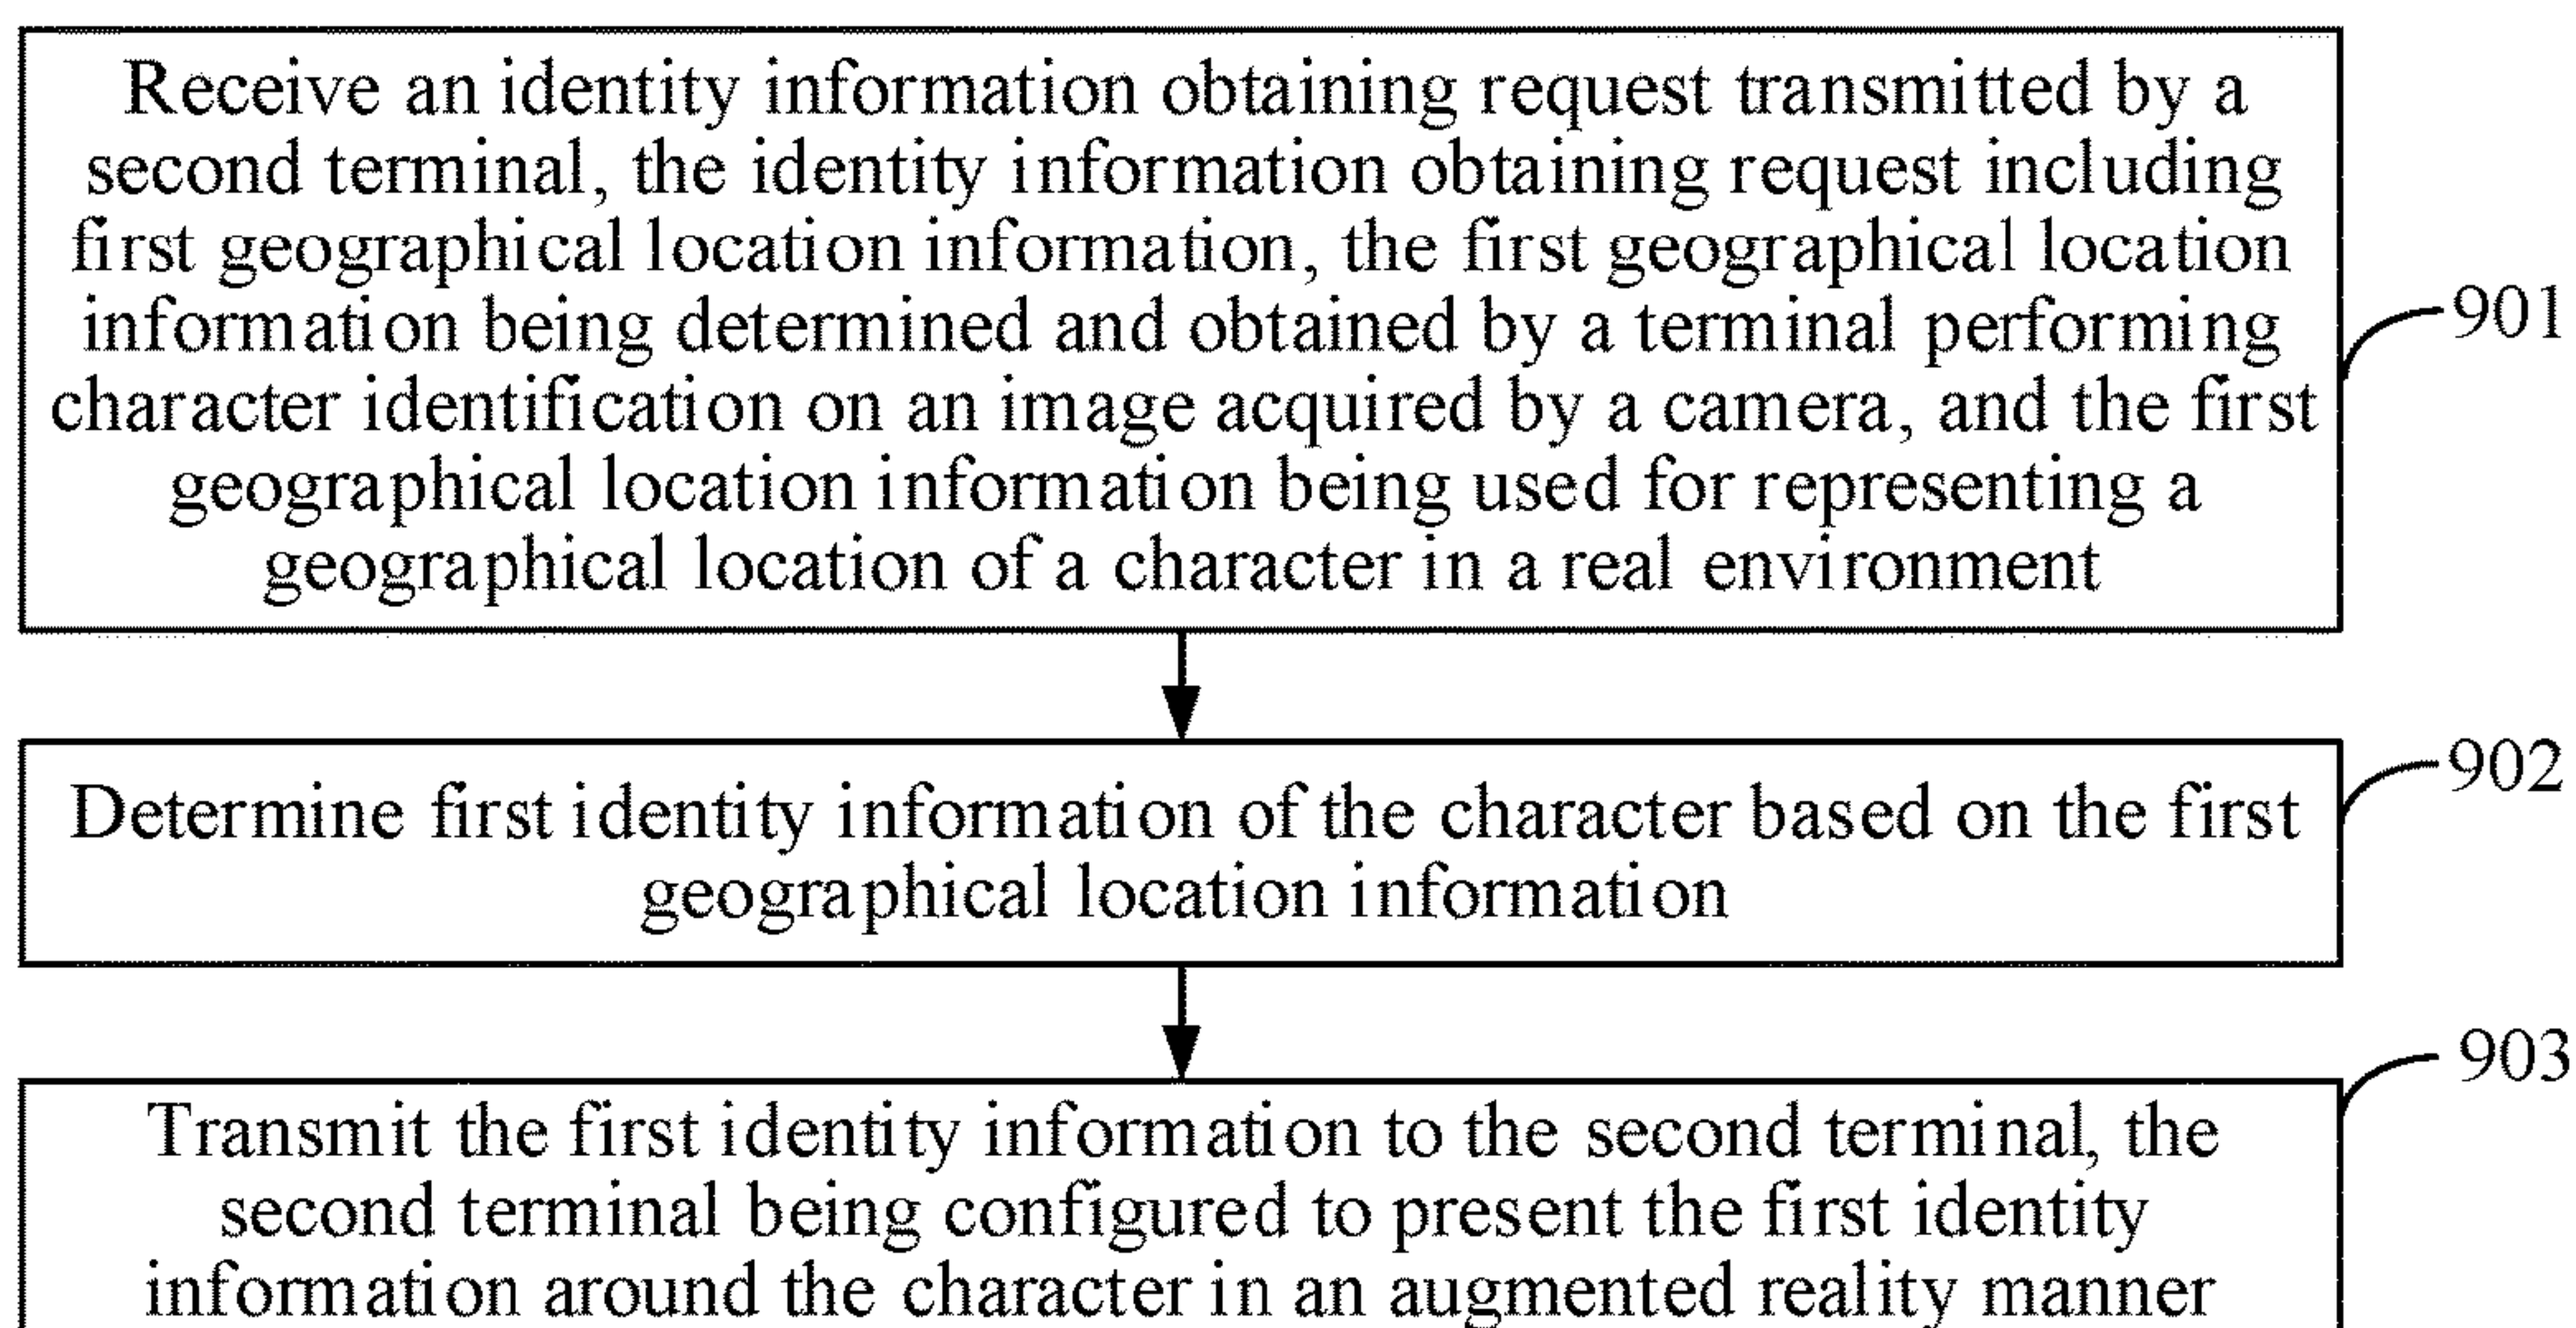 Receive an identity information obtaining request transmitted by a
second terminal, the identity information obtaining request including
first geographical location information, the first geographical location
information being determined and obtained by a terminal performing
character identification on an image acquired by a camera, and the first
geographical location information being used for representing a
geographical location of a character in a real environment
901
Determine first identity information of the character based on the first
geographical location information
902
Transmit the first identity information to the second terminal, the
second terminal being configured to present the first identity
information around the character in an augmented reality manner
903